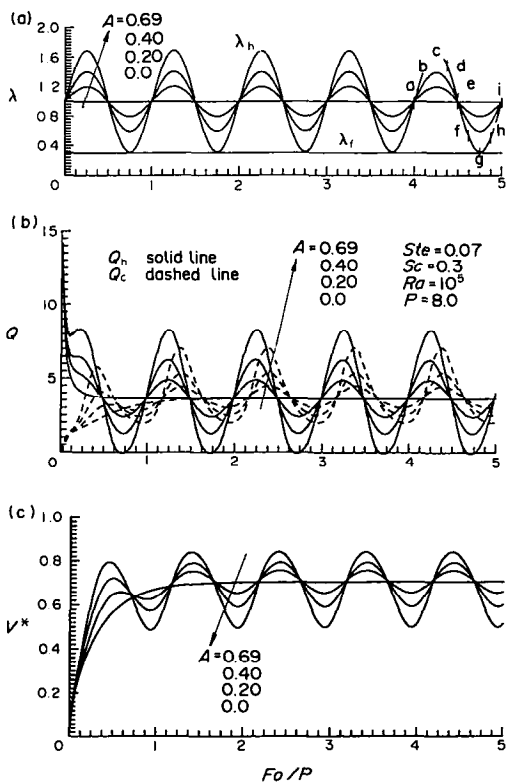 (a)
2.0
1.6
1.2
0.8
0.4
λ
A=0.69
0.40
0.20
0.0
λh
λf
a
b
c
d
e
f
g
h
i
1
2
3
4
5
(b)
15
10
5
0
Q
Qh solid line
Qc dashed line
A=0.69
0.40
0.20
0.0
Ste=0.07
Sc=0.3
Ra=10⁵
P=8.0
0
1
2
3
4
5
(c)
1.0
0.8
0.6
0.4
0.2
0
V*
A=0.69
0.40
0.20
0.0
0
1
2
3
4
5
Fo/P